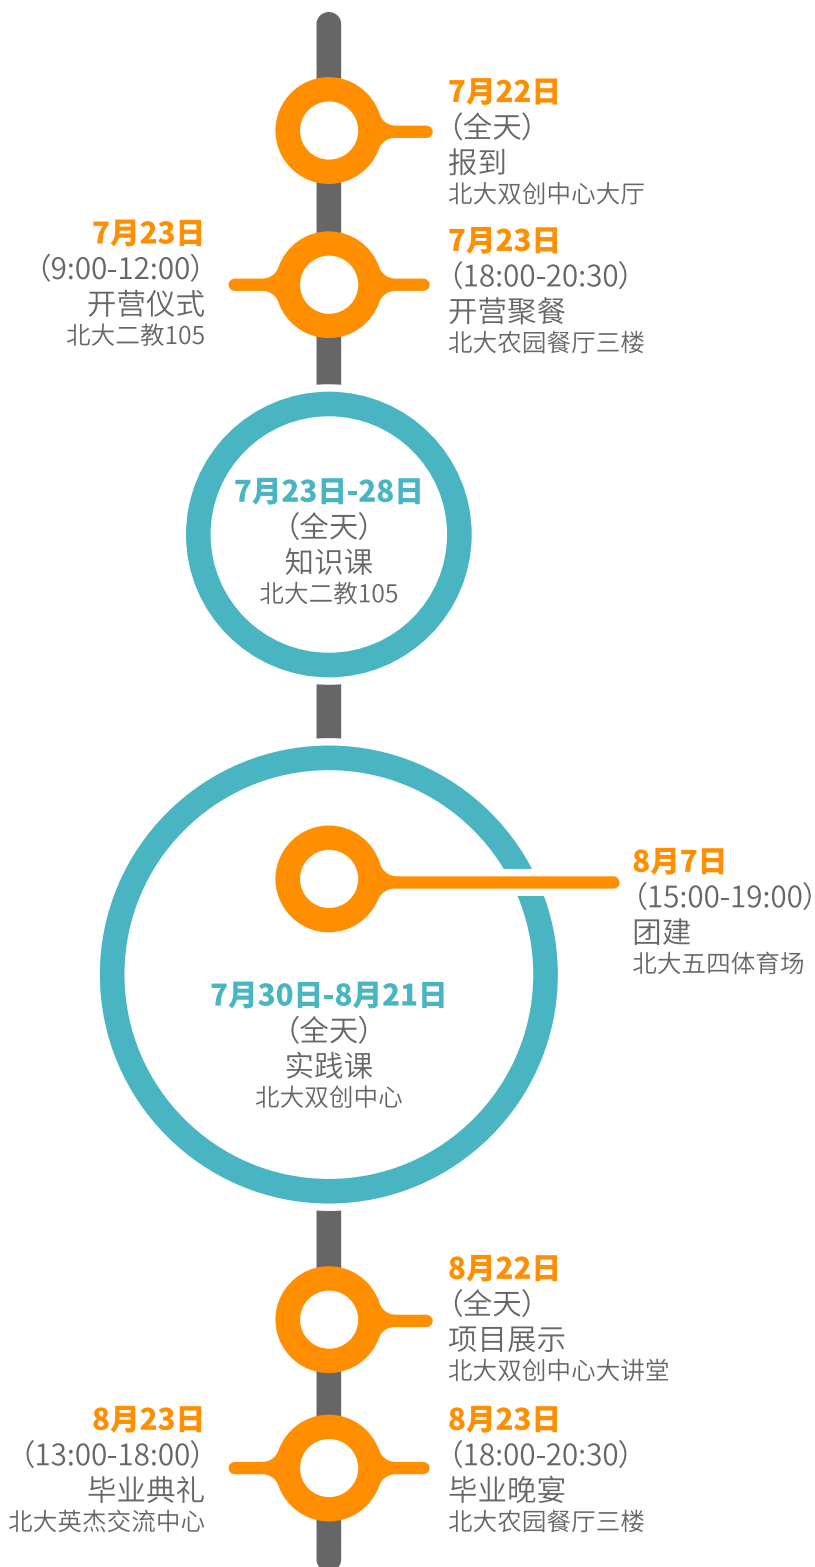 7月22日
（全天）
报到
北大双创中心大厅
7月23日
（9:00-12:00）
开营仪式
北大二教105
7月23日
（18:00-20:30）
开营聚餐
北大农园餐厅三楼
7月23日-28日
（全天）
知识课
北大二教105
8月7日
（15:00-19:00）
团建
北大五四体育场
7月30日-8月21日
（全天）
实践课
北大双创中心
8月22日
（全天）
项目展示
北大双创中心大讲堂
8月23日
（13:00-18:00）
毕业典礼
北大英杰交流中心
8月23日
（18:00-20:30）
毕业晚宴
北大农园餐厅三楼